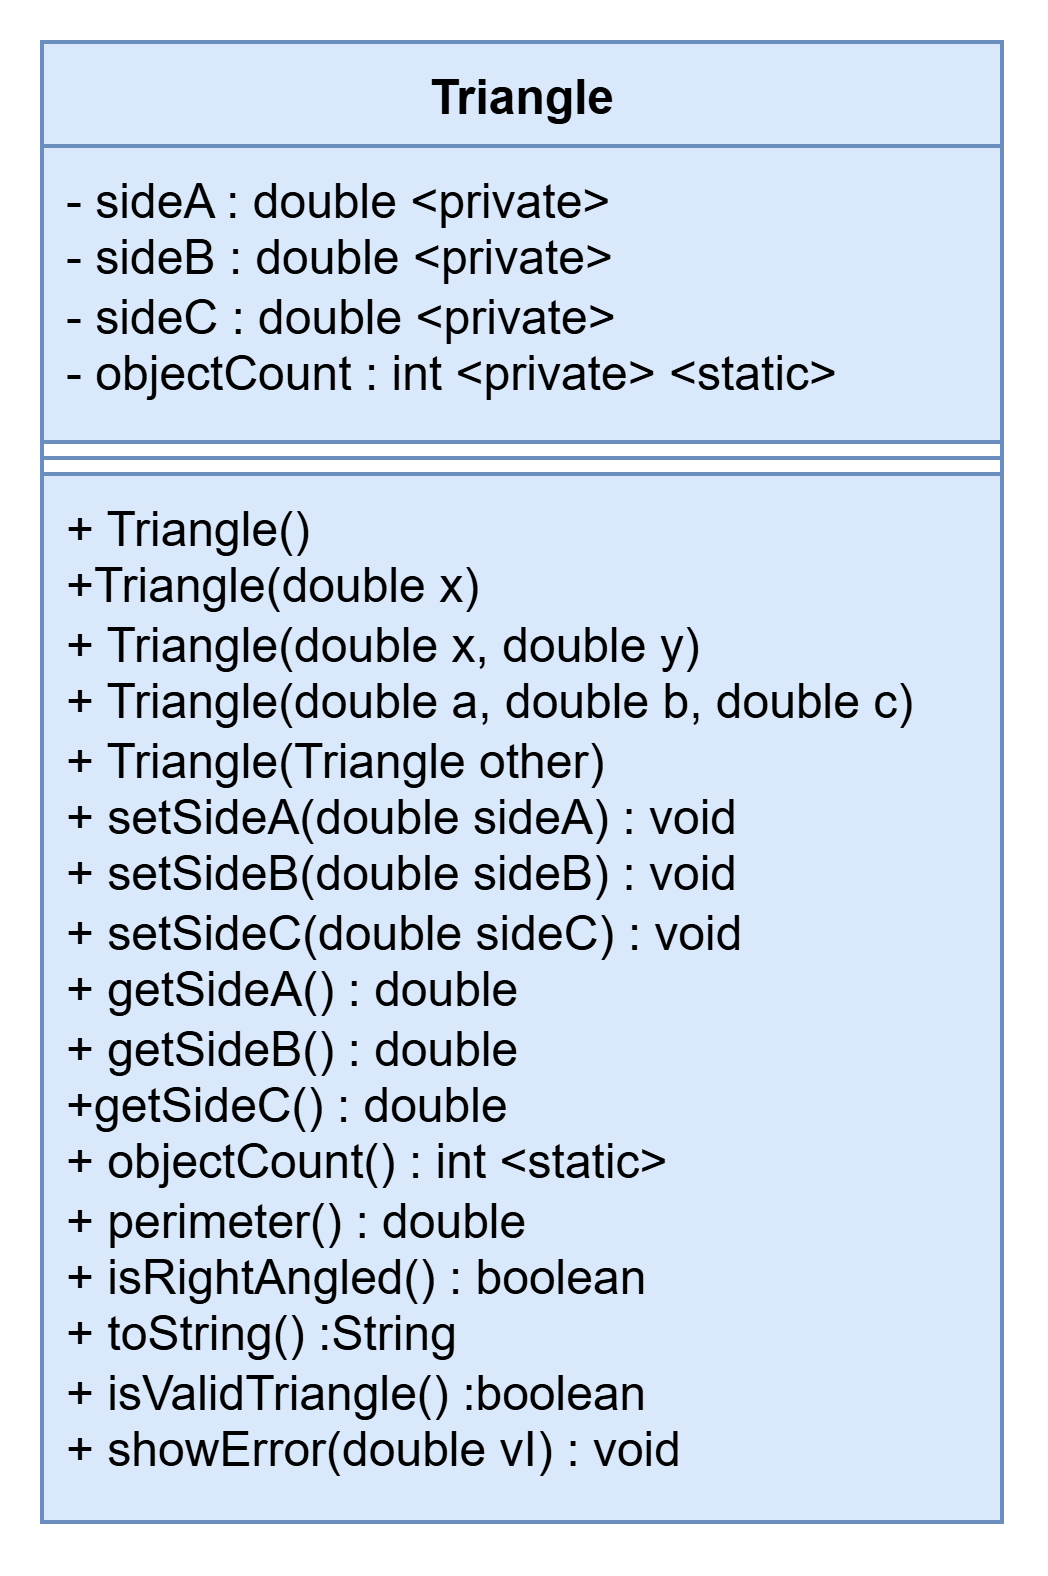 Triangle
- sideA : double <private>
- sideB : double <private>
- sideC : double <private>
- objectCount : int <private> <static>
+ Triangle()
+Triangle(double x)
+ Triangle(double x, double y)
+ Triangle(double a, double b, double c)
+ Triangle(Triangle other)
+ setSideA(double sideA) : void
+ setSideB(double sideB) : void
+ setSideC(double sideC) : void
+ getSideA() : double
+ getSideB() : double
+getSideC() : double
+ objectCount() : int <static>
+ perimeter() : double
+ isRightAngled() : boolean
+ toString() :String
+ isValidTriangle() :boolean
+ showError(double vl) : void